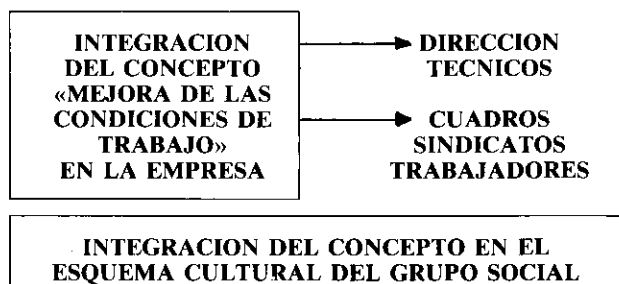 INTEGRACION
DEL CONCEPTO
«MEJORA DE LAS
CONDICIONES DE
TRABAJO»
EN LA EMPRESA
DIRECCION
TECNICOS
CUADROS
SINDICATOS
TRABAJADORES
INTEGRACION DEL CONCEPTO EN EL
ESQUEMA CULTURAL DEL GRUPO SOCIAL